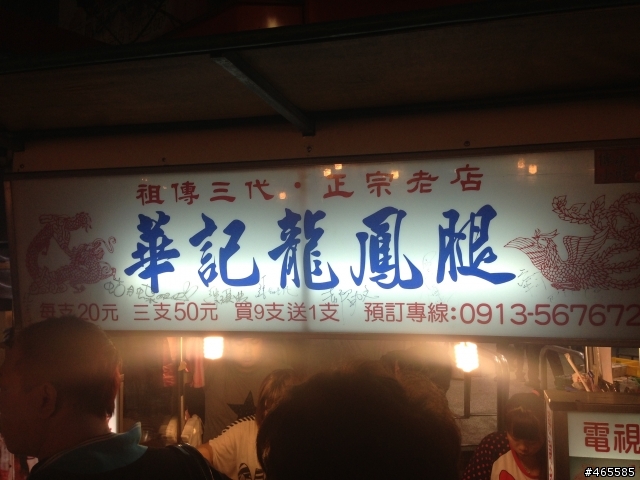 祖傳三代·正宗老店
華記龍鳳腿
每支20元 三支50元 買9支送1支 預訂專線:0913-567672
電視
#465585